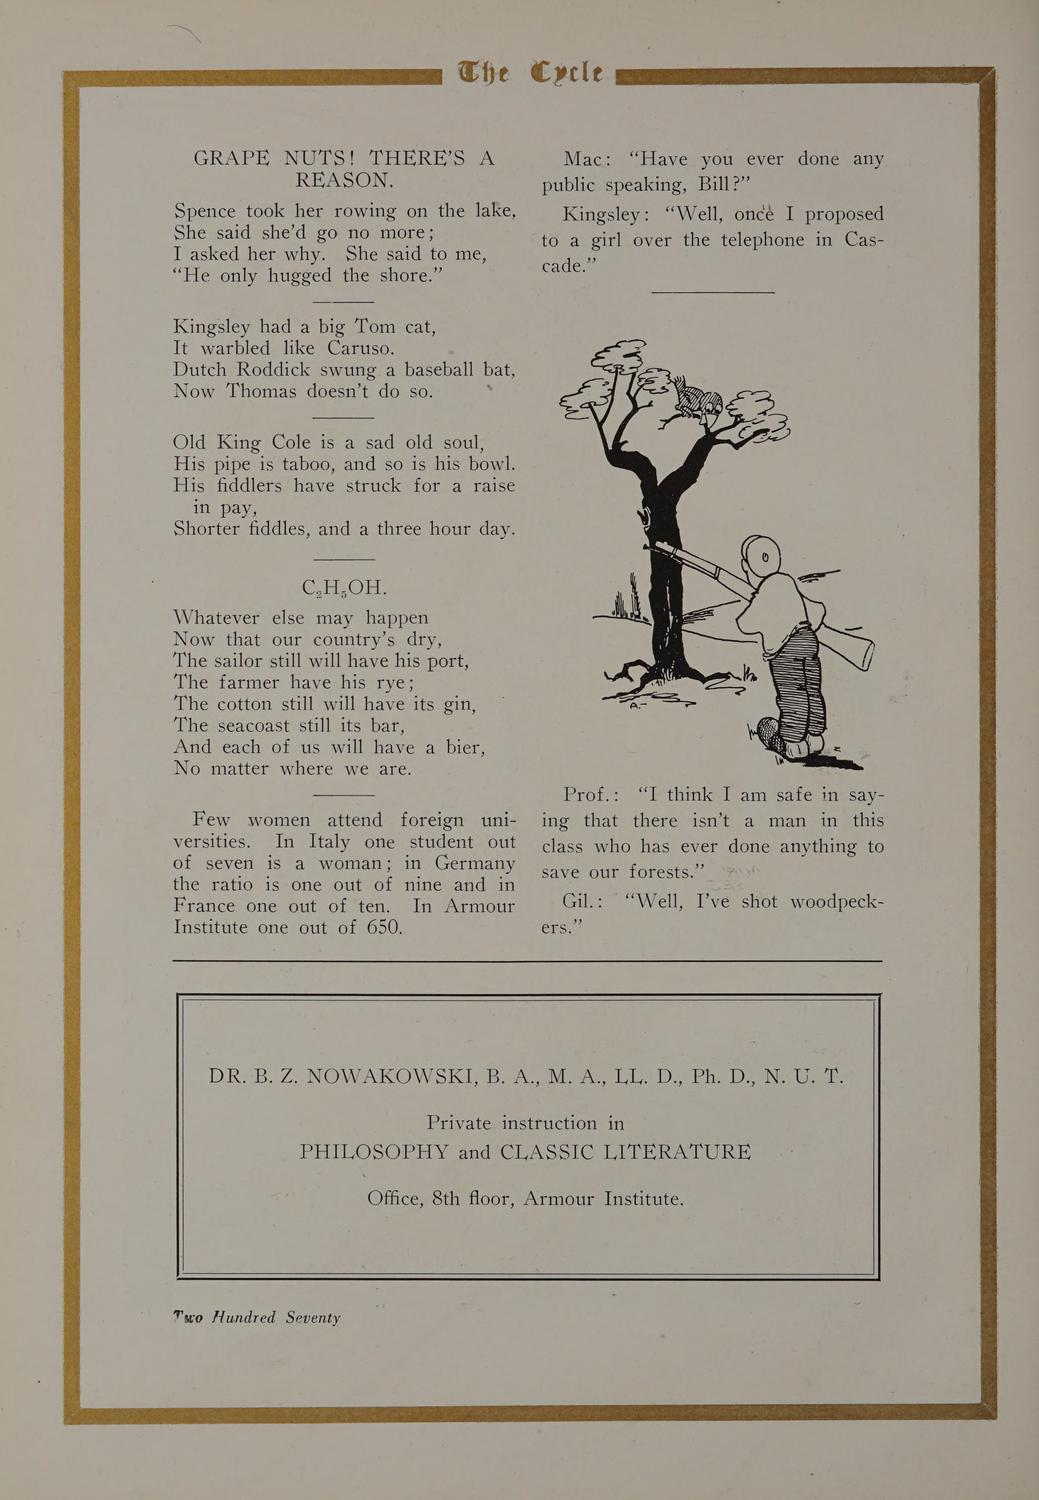 The Cycle
GRAPE NUTS! THERE'S A
REASON.
Spence took her rowing on the lake,
She said she'd go no more;
I asked her why. She said to me,
“He only hugged the shore.”
Kingsley had a big Tom cat,
It warbled like Caruso.
Dutch Roddick swung a baseball bat,
Now Thomas doesn't do so.
Old King Cole is a sad old soul,
His pipe is taboo, and so is his bowl.
His fiddlers have struck for a raise
in pay,
Shorter fiddles, and a three hour day.
C₂H₅OH.
Whatever else may happen
Now that our country's dry,
The sailor still will have his port,
The farmer have his rye;
The cotton still will have its gin,
The seacoast still its bar,
And each of us will have a bier,
No matter where we are.
Few women attend foreign uni-
versities. In Italy one student out
of seven is a woman; in Germany
the ratio is one out of nine and in
France one out of ten. In Armour
Institute one out of 650.
Mac: “Have you ever done any
public speaking, Bill?”
Kingsley: “Well, once I proposed
to a girl over the telephone in Cas-
cade.”
A.-
Prof.: “I think I am safe in say-
ing that there isn't a man in this
class who has ever done anything to
save our forests.”
Gil.: “Well, I've shot woodpeck-
ers.”
DR. B. Z. NOWAKOWSKI, B. A., M. A., LL. D., Ph. D., N. U. T.
Private instruction in
PHILOSOPHY and CLASSIC LITERATURE
Office, 8th floor, Armour Institute.
Two Hundred Seventy